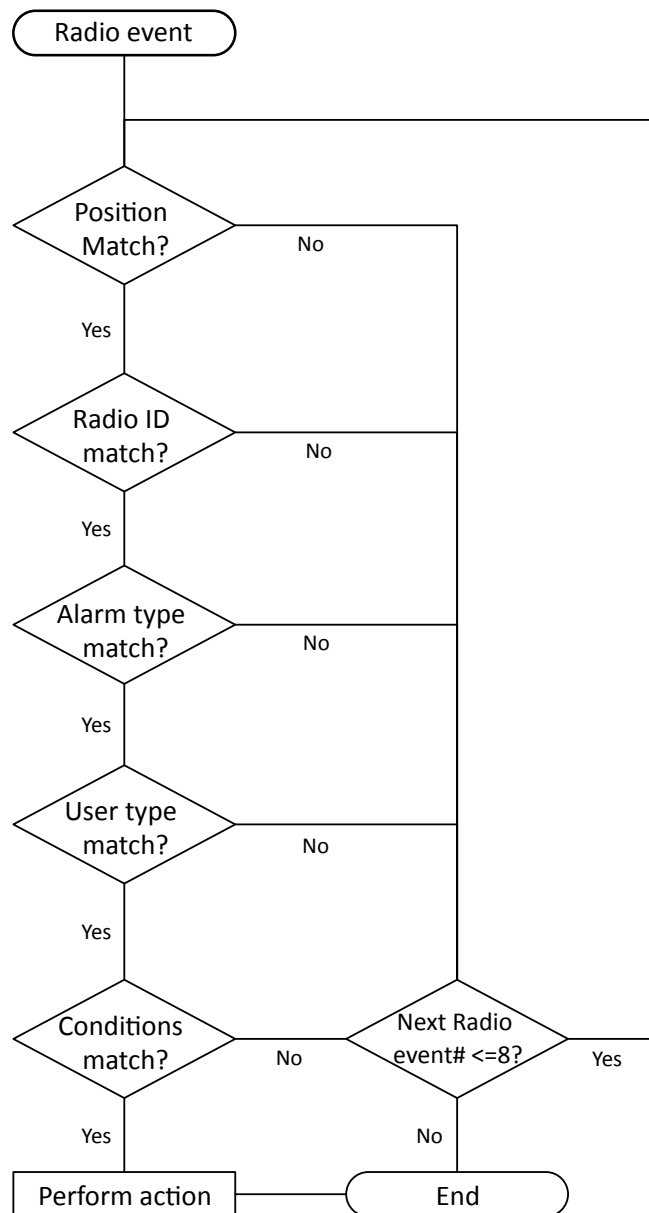 Radio event
Position
Match?
No
Yes
Radio ID
match?
No
Yes
Alarm type
match?
No
Yes
User type
match?
No
Yes
Conditions
match?
No
Next Radio
event# <=8?
Yes
Yes
No
Perform action
End